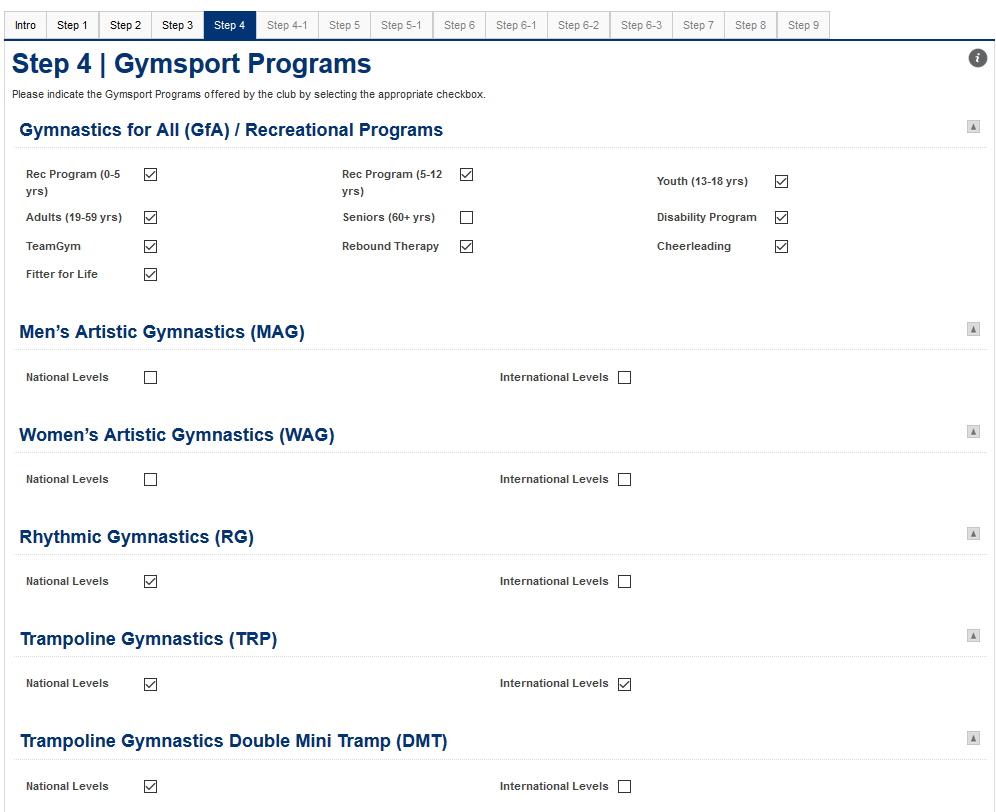 Intro Step 1 Step 2 Step 3 Step 4 Step 4-1 Step 5 Step 5-1 Step 6 Step 6-1 Step 6-2 Step 6-3 Step 7 Step 8 Step 9
Step 4 | Gymsport Programs
i
Please indicate the Gymsport Programs offered by the club by selecting the appropriate checkbox.
Gymnastics for All (GfA) / Recreational Programs
Rec Program (0-5
yrs)
Rec Program (5-12
yrs)
Youth (13-18 yrs)
Adults (19-59 yrs) Seniors (60+ yrs) Disability Program
TeamGym Rebound Therapy Cheerleading
Fitter for Life
Men’s Artistic Gymnastics (MAG)
National Levels International Levels
Women’s Artistic Gymnastics (WAG)
National Levels International Levels
Rhythmic Gymnastics (RG)
National Levels International Levels
Trampoline Gymnastics (TRP)
National Levels International Levels
Trampoline Gymnastics Double Mini Tramp (DMT)
National Levels International Levels